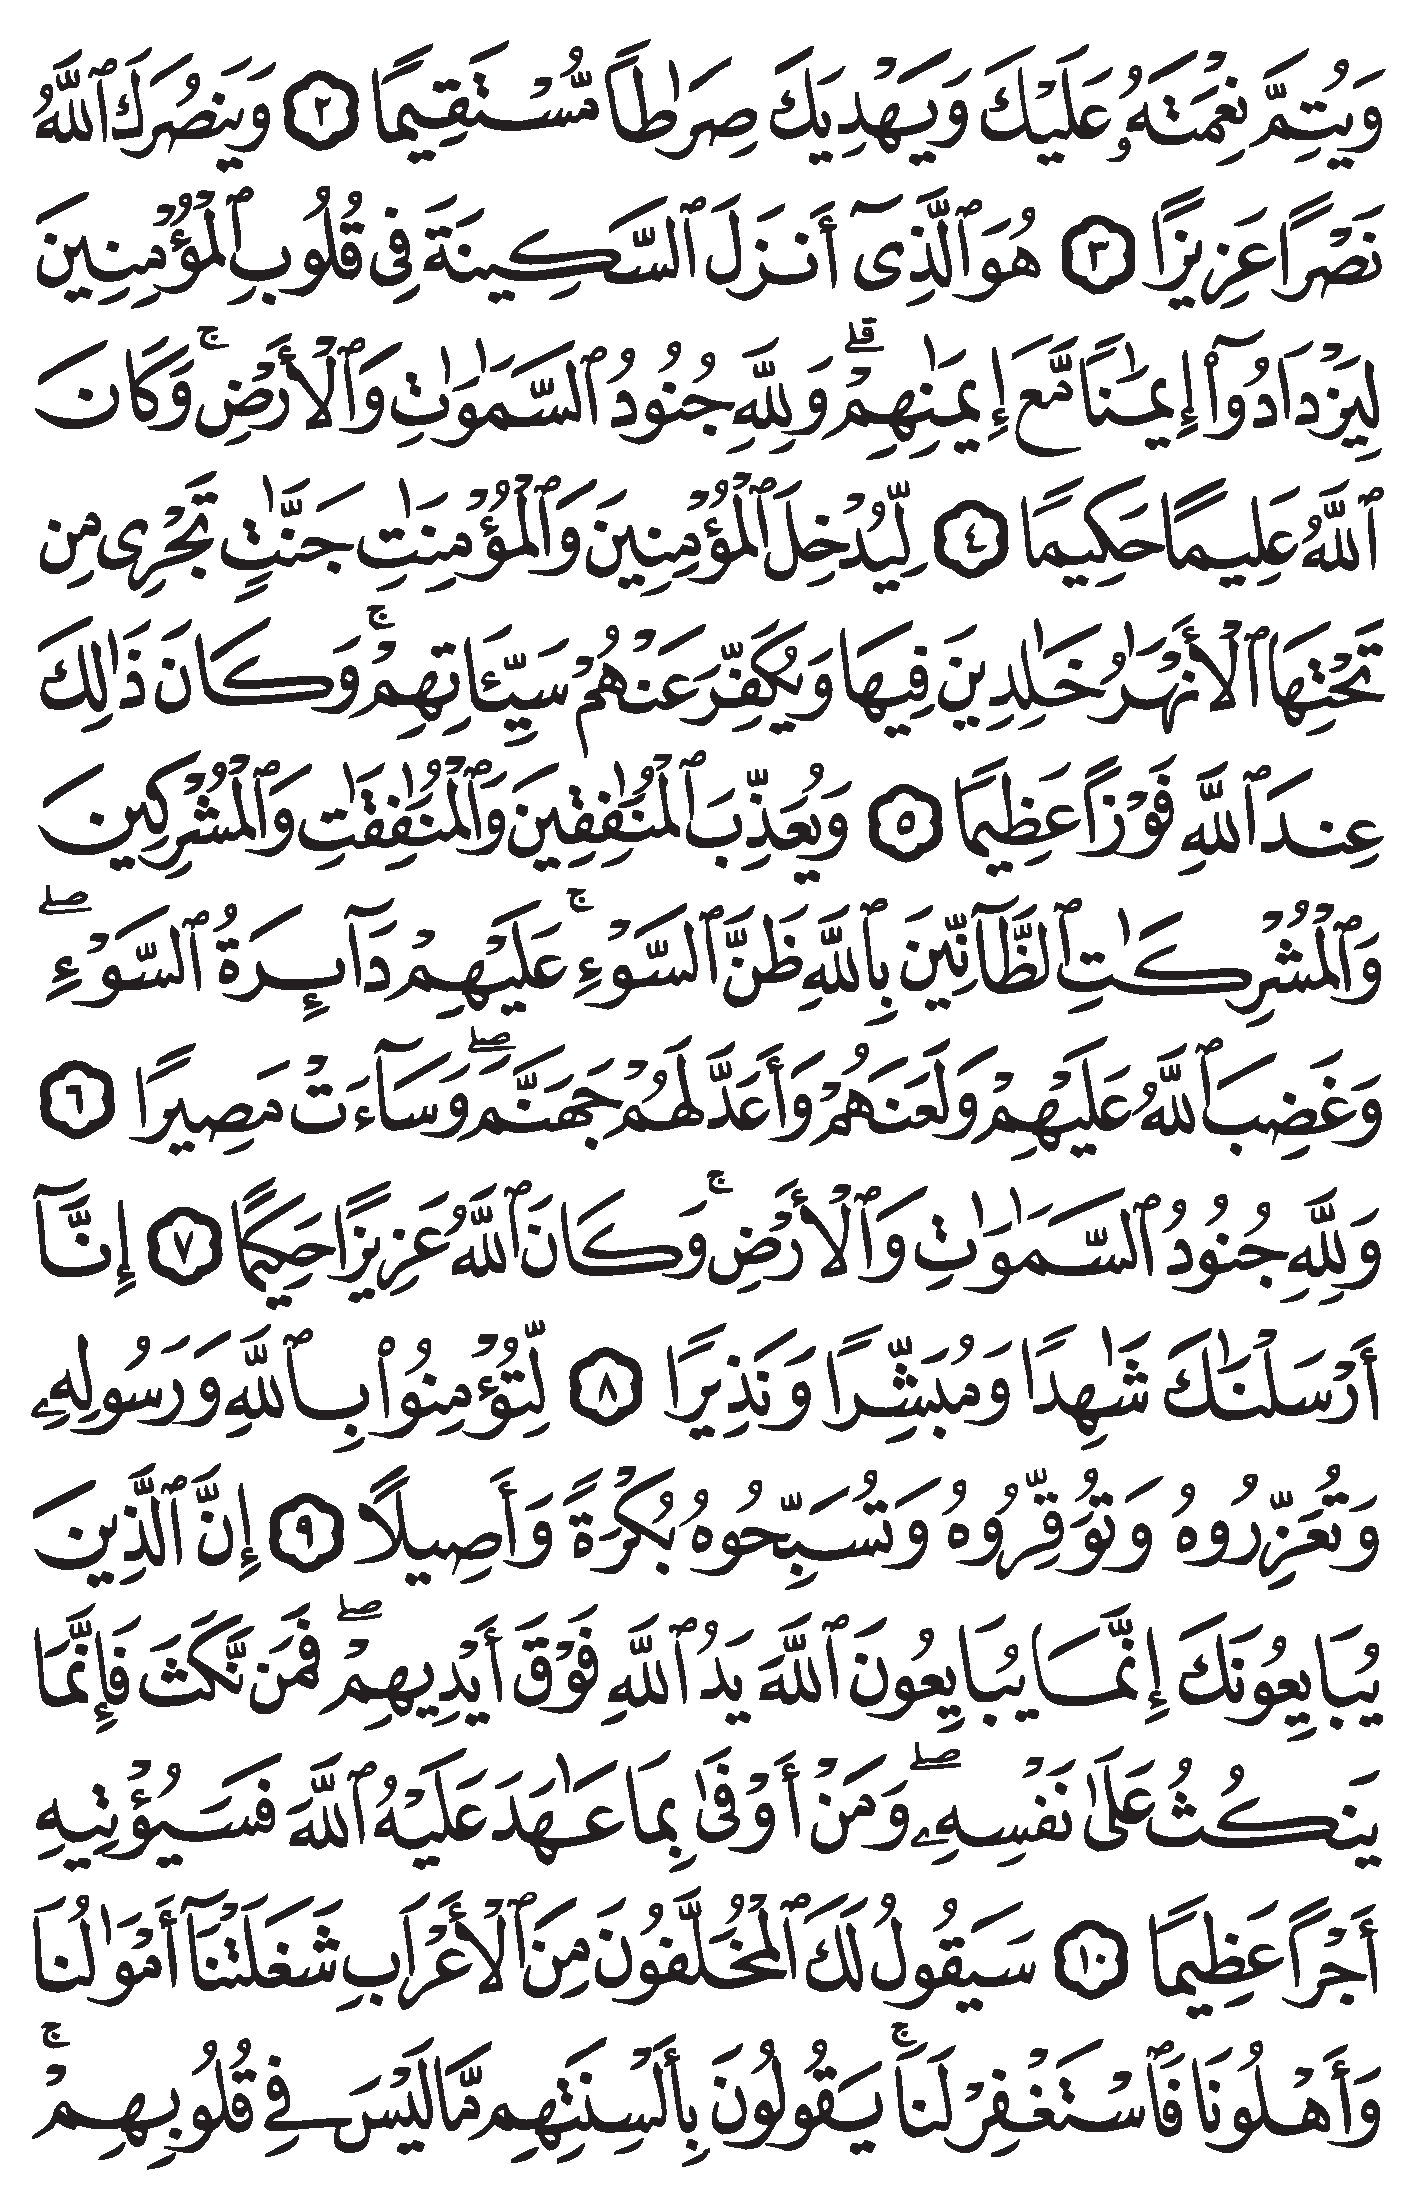 وَيُتِمَّ نِعْمَتَهُۥ عَلَيْكَ وَيَهْدِيَكَ صِرَٰطًا مُّسْتَقِيمًا ٢ وَيَنصُرَكَ ٱللَّهُ
نَصْرًا عَزِيزًا ٣ هُوَ ٱلَّذِىٓ أَنزَلَ ٱلسَّكِينَةَ فِى قُلُوبِ ٱلْمُؤْمِنِينَ
لِيَزْدَادُوٓا۟ إِيمَـٰنًا مَّعَ إِيمَـٰنِهِمْ ۗ وَلِلَّهِ جُنُودُ ٱلسَّمَـٰوَٰتِ وَٱلْأَرْضِ ۚ وَكَانَ
ٱللَّهُ عَلِيمًا حَكِيمًا ٤ لِّيُدْخِلَ ٱلْمُؤْمِنِينَ وَٱلْمُؤْمِنَـٰتِ جَنَّـٰتٍ تَجْرِى مِن
تَحْتِهَا ٱلْأَنْهَـٰرُ خَـٰلِدِينَ فِيهَا وَيُكَفِّرَ عَنْهُمْ سَيِّـَٔاتِهِمْ ۚ وَكَانَ ذَٰلِكَ
عِندَ ٱللَّهِ فَوْزًا عَظِيمًا ٥ وَيُعَذِّبَ ٱلْمُنَـٰفِقِينَ وَٱلْمُنَـٰفِقَـٰتِ وَٱلْمُشْرِكِينَ
وَٱلْمُشْرِكَـٰتِ ٱلظَّآنِّينَ بِٱللَّهِ ظَنَّ ٱلسَّوْءِ ۚ عَلَيْهِمْ دَآئِرَةُ ٱلسَّوْءِ ۖ
وَغَضِبَ ٱللَّهُ عَلَيْهِمْ وَلَعَنَهُمْ وَأَعَدَّ لَهُمْ جَهَنَّمَ ۖ وَسَآءَتْ مَصِيرًا ٦
وَلِلَّهِ جُنُودُ ٱلسَّمَـٰوَٰتِ وَٱلْأَرْضِ ۚ وَكَانَ ٱللَّهُ عَزِيزًا حَكِيمًا ٧ إِنَّآ
أَرْسَلْنَـٰكَ شَـٰهِدًا وَمُبَشِّرًا وَنَذِيرًا ٨ لِّتُؤْمِنُوا۟ بِٱللَّهِ وَرَسُولِهِۦ
وَتُعَزِّرُوهُ وَتُوَقِّرُوهُ وَتُسَبِّحُوهُ بُكْرَةً وَأَصِيلًا ٩ إِنَّ ٱلَّذِينَ
يُبَايِعُونَكَ إِنَّمَا يُبَايِعُونَ ٱللَّهَ يَدُ ٱللَّهِ فَوْقَ أَيْدِيهِمْ ۖ فَمَن نَّكَثَ فَإِنَّمَا
يَنكُثُ عَلَىٰ نَفْسِهِۦ ۖ وَمَنْ أَوْفَىٰ بِمَا عَـٰهَدَ عَلَيْهُ ٱللَّهَ فَسَيُؤْتِيهِ
أَجْرًا عَظِيمًا ١٠ سَيَقُولُ لَكَ ٱلْمُخَلَّفُونَ مِنَ ٱلْأَعْرَابِ شَغَلَتْنَآ أَمْوَٰلُنَا
وَأَهْلُونَا فَٱسْتَغْفِرْ لَنَا ۚ يَقُولُونَ بِأَلْسِنَتِهِم مَّا لَيْسَ فِى قُلُوبِهِمْ ۚ